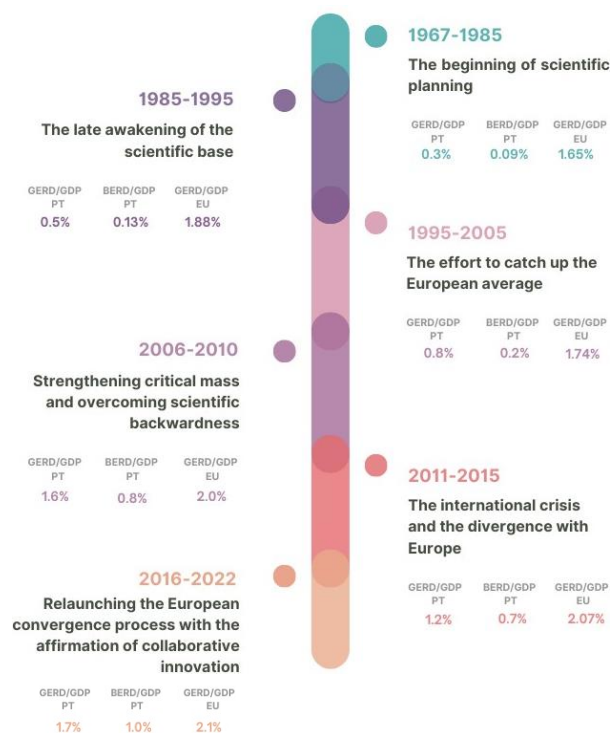 1967-1985
The beginning of scientific
planning
GERD/GDP BERD/GDP GERD/GDP
PT PT EU
0.3% 0.09% 1.65%
1985-1995
The late awakening of the
scientific base
GERD/GDP BERD/GDP GERD/GDP
PT PT EU
0.5% 0.13% 1.88%
1995-2005
The effort to catch up the
European average
GERD/GDP BERD/GDP GERD/GDP
PT PT EU
0.8% 0.2% 1.74%
2006-2010
Strengthening critical mass
and overcoming scientific
backwardness
GERD/GDP BERD/GDP GERD/GDP
PT PT EU
1.6% 0.8% 2.0%
2011-2015
The international crisis
and the divergence with
Europe
GERD/GDP BERD/GDP GERD/GDP
PT PT EU
1.2% 0.7% 2.07%
2016-2022
Relaunching the European
convergence process with the
affirmation of collaborative
innovation
GERD/GDP BERD/GDP GERD/GDP
PT PT EU
1.7% 1.0% 2.1%